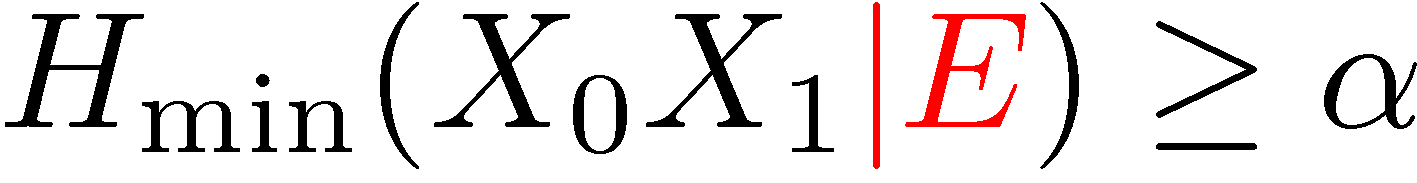 H_min(X_0X_1|E) ≥ α